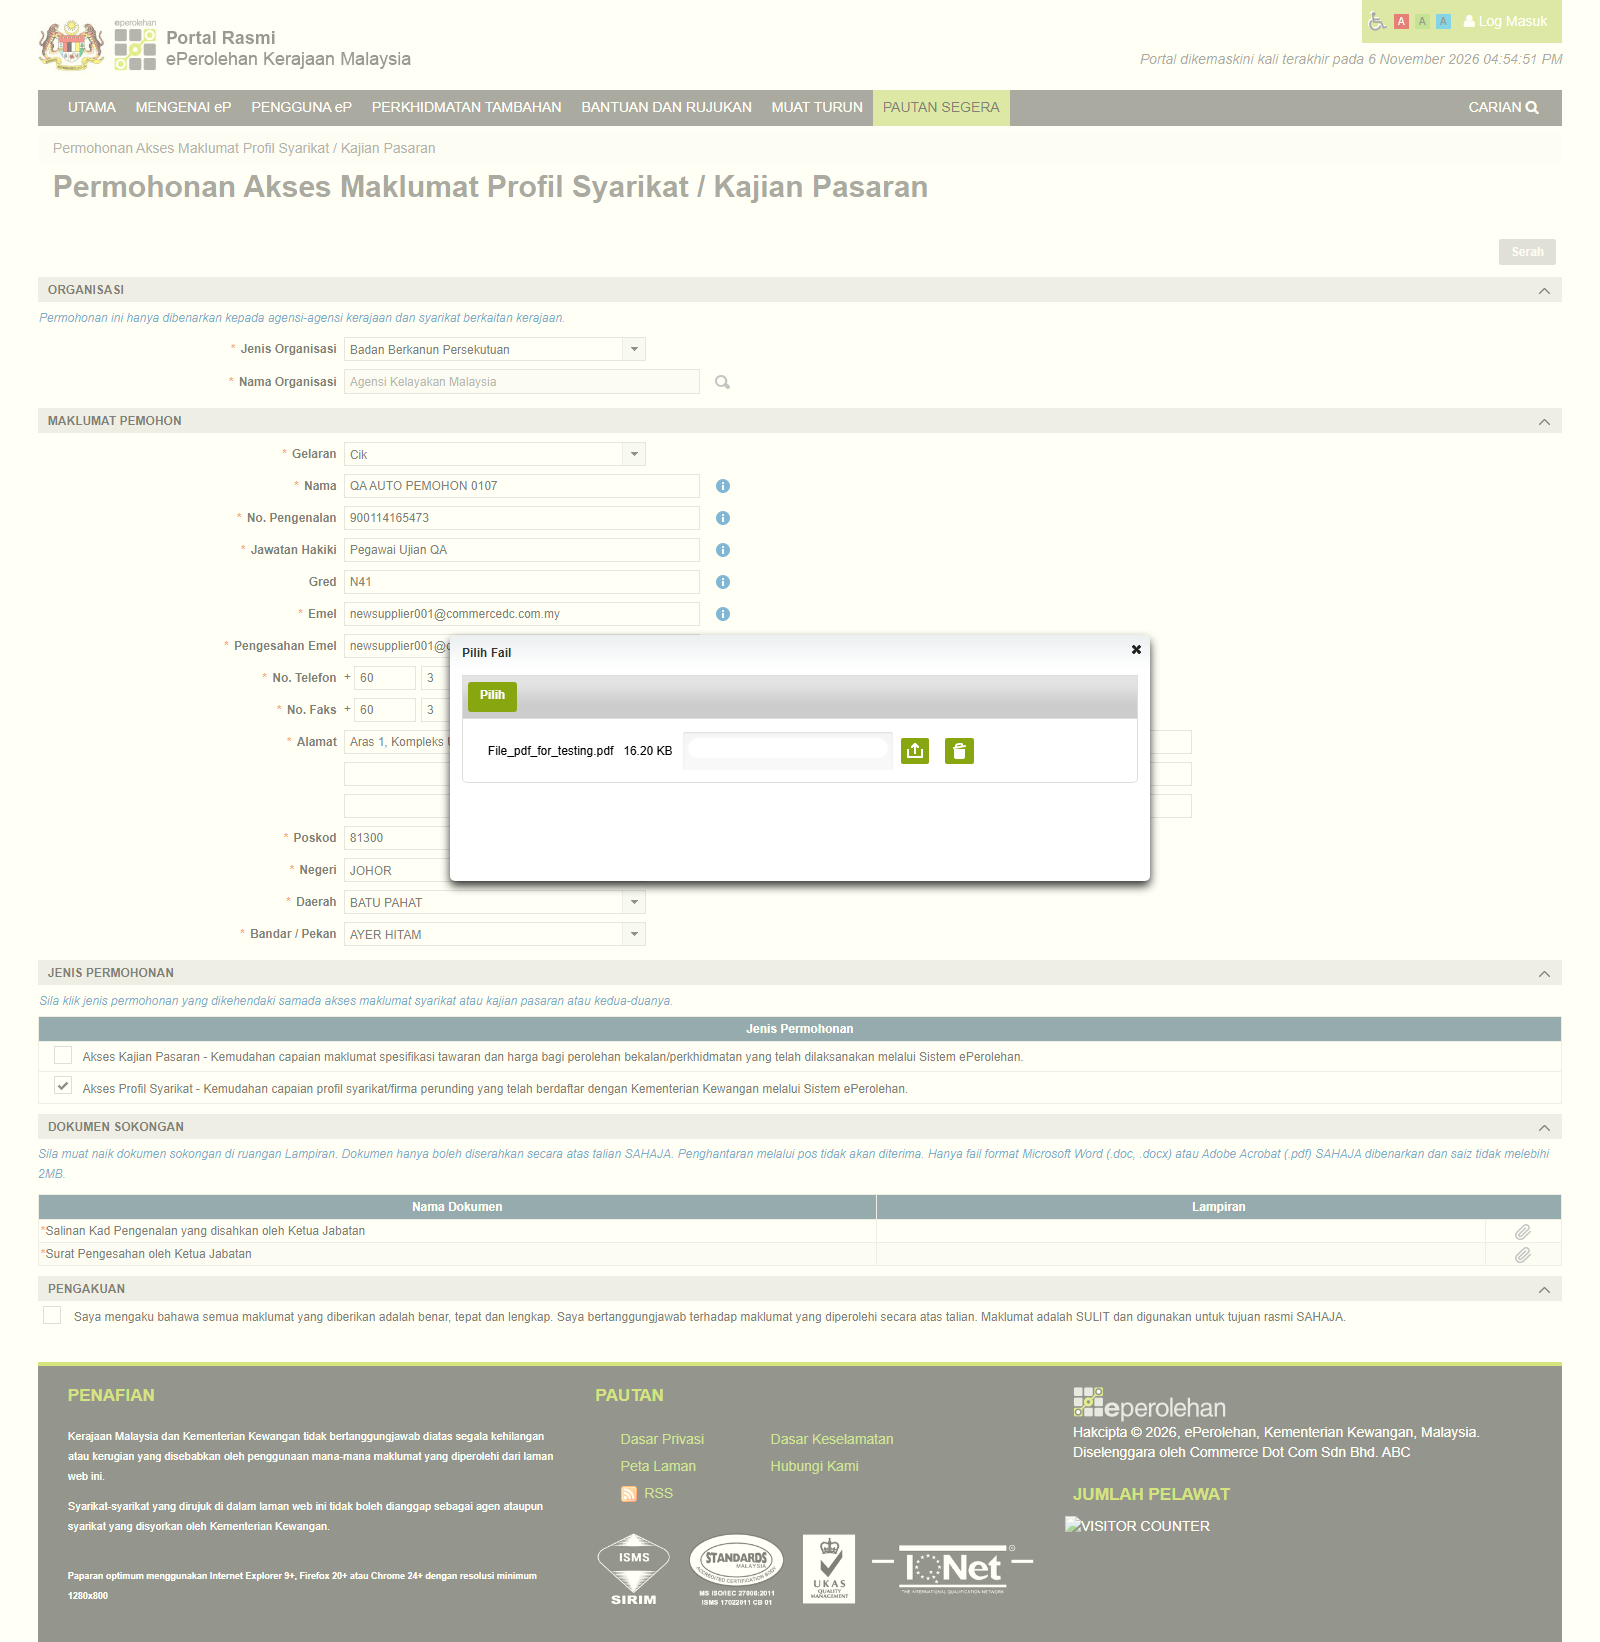 eperolehan
Portal Rasmi
ePerolehan Kerajaan Malaysia
A A A Log Masuk
Portal dikemaskini kali terakhir pada 6 November 2026 04:54:51 PM
UTAMA MENGENAI eP PENGGUNA eP PERKHIDMATAN TAMBAHAN BANTUAN DAN RUJUKAN MUAT TURUN PAUTAN SEGERA CARIAN
Permohonan Akses Maklumat Profil Syarikat / Kajian Pasaran
Permohonan Akses Maklumat Profil Syarikat / Kajian Pasaran
Serah
ORGANISASI
Permohonan ini hanya dibenarkan kepada agensi-agensi kerajaan dan syarikat berkaitan kerajaan.
* Jenis Organisasi Badan Berkanun Persekutuan
* Nama Organisasi Agensi Kelayakan Malaysia
MAKLUMAT PEMOHON
* Gelaran Cik
* Nama QA AUTO PEMOHON 0107
* No. Pengenalan 900114165473
* Jawatan Hakiki Pegawai Ujian QA
Gred N41
* Emel newsupplier001@commercedc.com.my
* Pengesahan Emel newsupplier001@
* No. Telefon + 60 3
* No. Faks + 60 3
* Alamat Aras 1, Kompleks
* Poskod 81300
* Negeri JOHOR
* Daerah BATU PAHAT
* Bandar / Pekan AYER HITAM
Pilih Fail
Pilih
File_pdf_for_testing.pdf 16.20 KB
JENIS PERMOHONAN
Sila klik jenis permohonan yang dikehendaki samada akses maklumat syarikat atau kajian pasaran atau kedua-duanya.
Jenis Permohonan
Akses Kajian Pasaran - Kemudahan capaian maklumat spesifikasi tawaran dan harga bagi perolehan bekalan/perkhidmatan yang telah dilaksanakan melalui Sistem ePerolehan.
Akses Profil Syarikat - Kemudahan capaian profil syarikat/firma perunding yang telah berdaftar dengan Kementerian Kewangan melalui Sistem ePerolehan.
DOKUMEN SOKONGAN
Sila muat naik dokumen sokongan di ruangan Lampiran. Dokumen hanya boleh diserahkan secara atas talian SAHAJA. Penghantaran melalui pos tidak akan diterima. Hanya fail format Microsoft Word (.doc, .docx) atau Adobe Acrobat (.pdf) SAHAJA dibenarkan dan saiz tidak melebihi
2MB.
Nama Dokumen Lampiran
*Salinan Kad Pengenalan yang disahkan oleh Ketua Jabatan
*Surat Pengesahan oleh Ketua Jabatan
PENGAKUAN
Saya mengaku bahawa semua maklumat yang diberikan adalah benar, tepat dan lengkap. Saya bertanggungjawab terhadap maklumat yang diperolehi secara atas talian. Maklumat adalah SULIT dan digunakan untuk tujuan rasmi SAHAJA.
PENAFIAN
Kerajaan Malaysia dan Kementerian Kewangan tidak bertanggungjawab diatas segala kehilangan
atau kerugian yang disebabkan oleh penggunaan mana-mana maklumat yang diperolehi dari laman
web ini.
Syarikat-syarikat yang dirujuk di dalam laman web ini tidak boleh dianggap sebagai agen ataupun
syarikat yang disyorkan oleh Kementerian Kewangan.
Paparan optimum menggunakan Internet Explorer 9+, Firefox 20+ atau Chrome 24+ dengan resolusi minimum
1280x800
PAUTAN
Dasar Privasi Dasar Keselamatan
Peta Laman Hubungi Kami
RSS
ISMS
SIRIM
STANDARDS
MALAYSIA
ACCREDITED CERTIFICATION BODY
MS ISO/IEC 27006:2011
ISMS 17022011 CB 01
UKAS
QUALITY
MANAGEMENT
IQNet
THE INTERNATIONAL QUALIFICATION NETWORK
eperolehan
Hakcipta © 2026, ePerolehan, Kementerian Kewangan, Malaysia.
Diselenggara oleh Commerce Dot Com Sdn Bhd. ABC
JUMLAH PELAWAT
VISITOR COUNTER